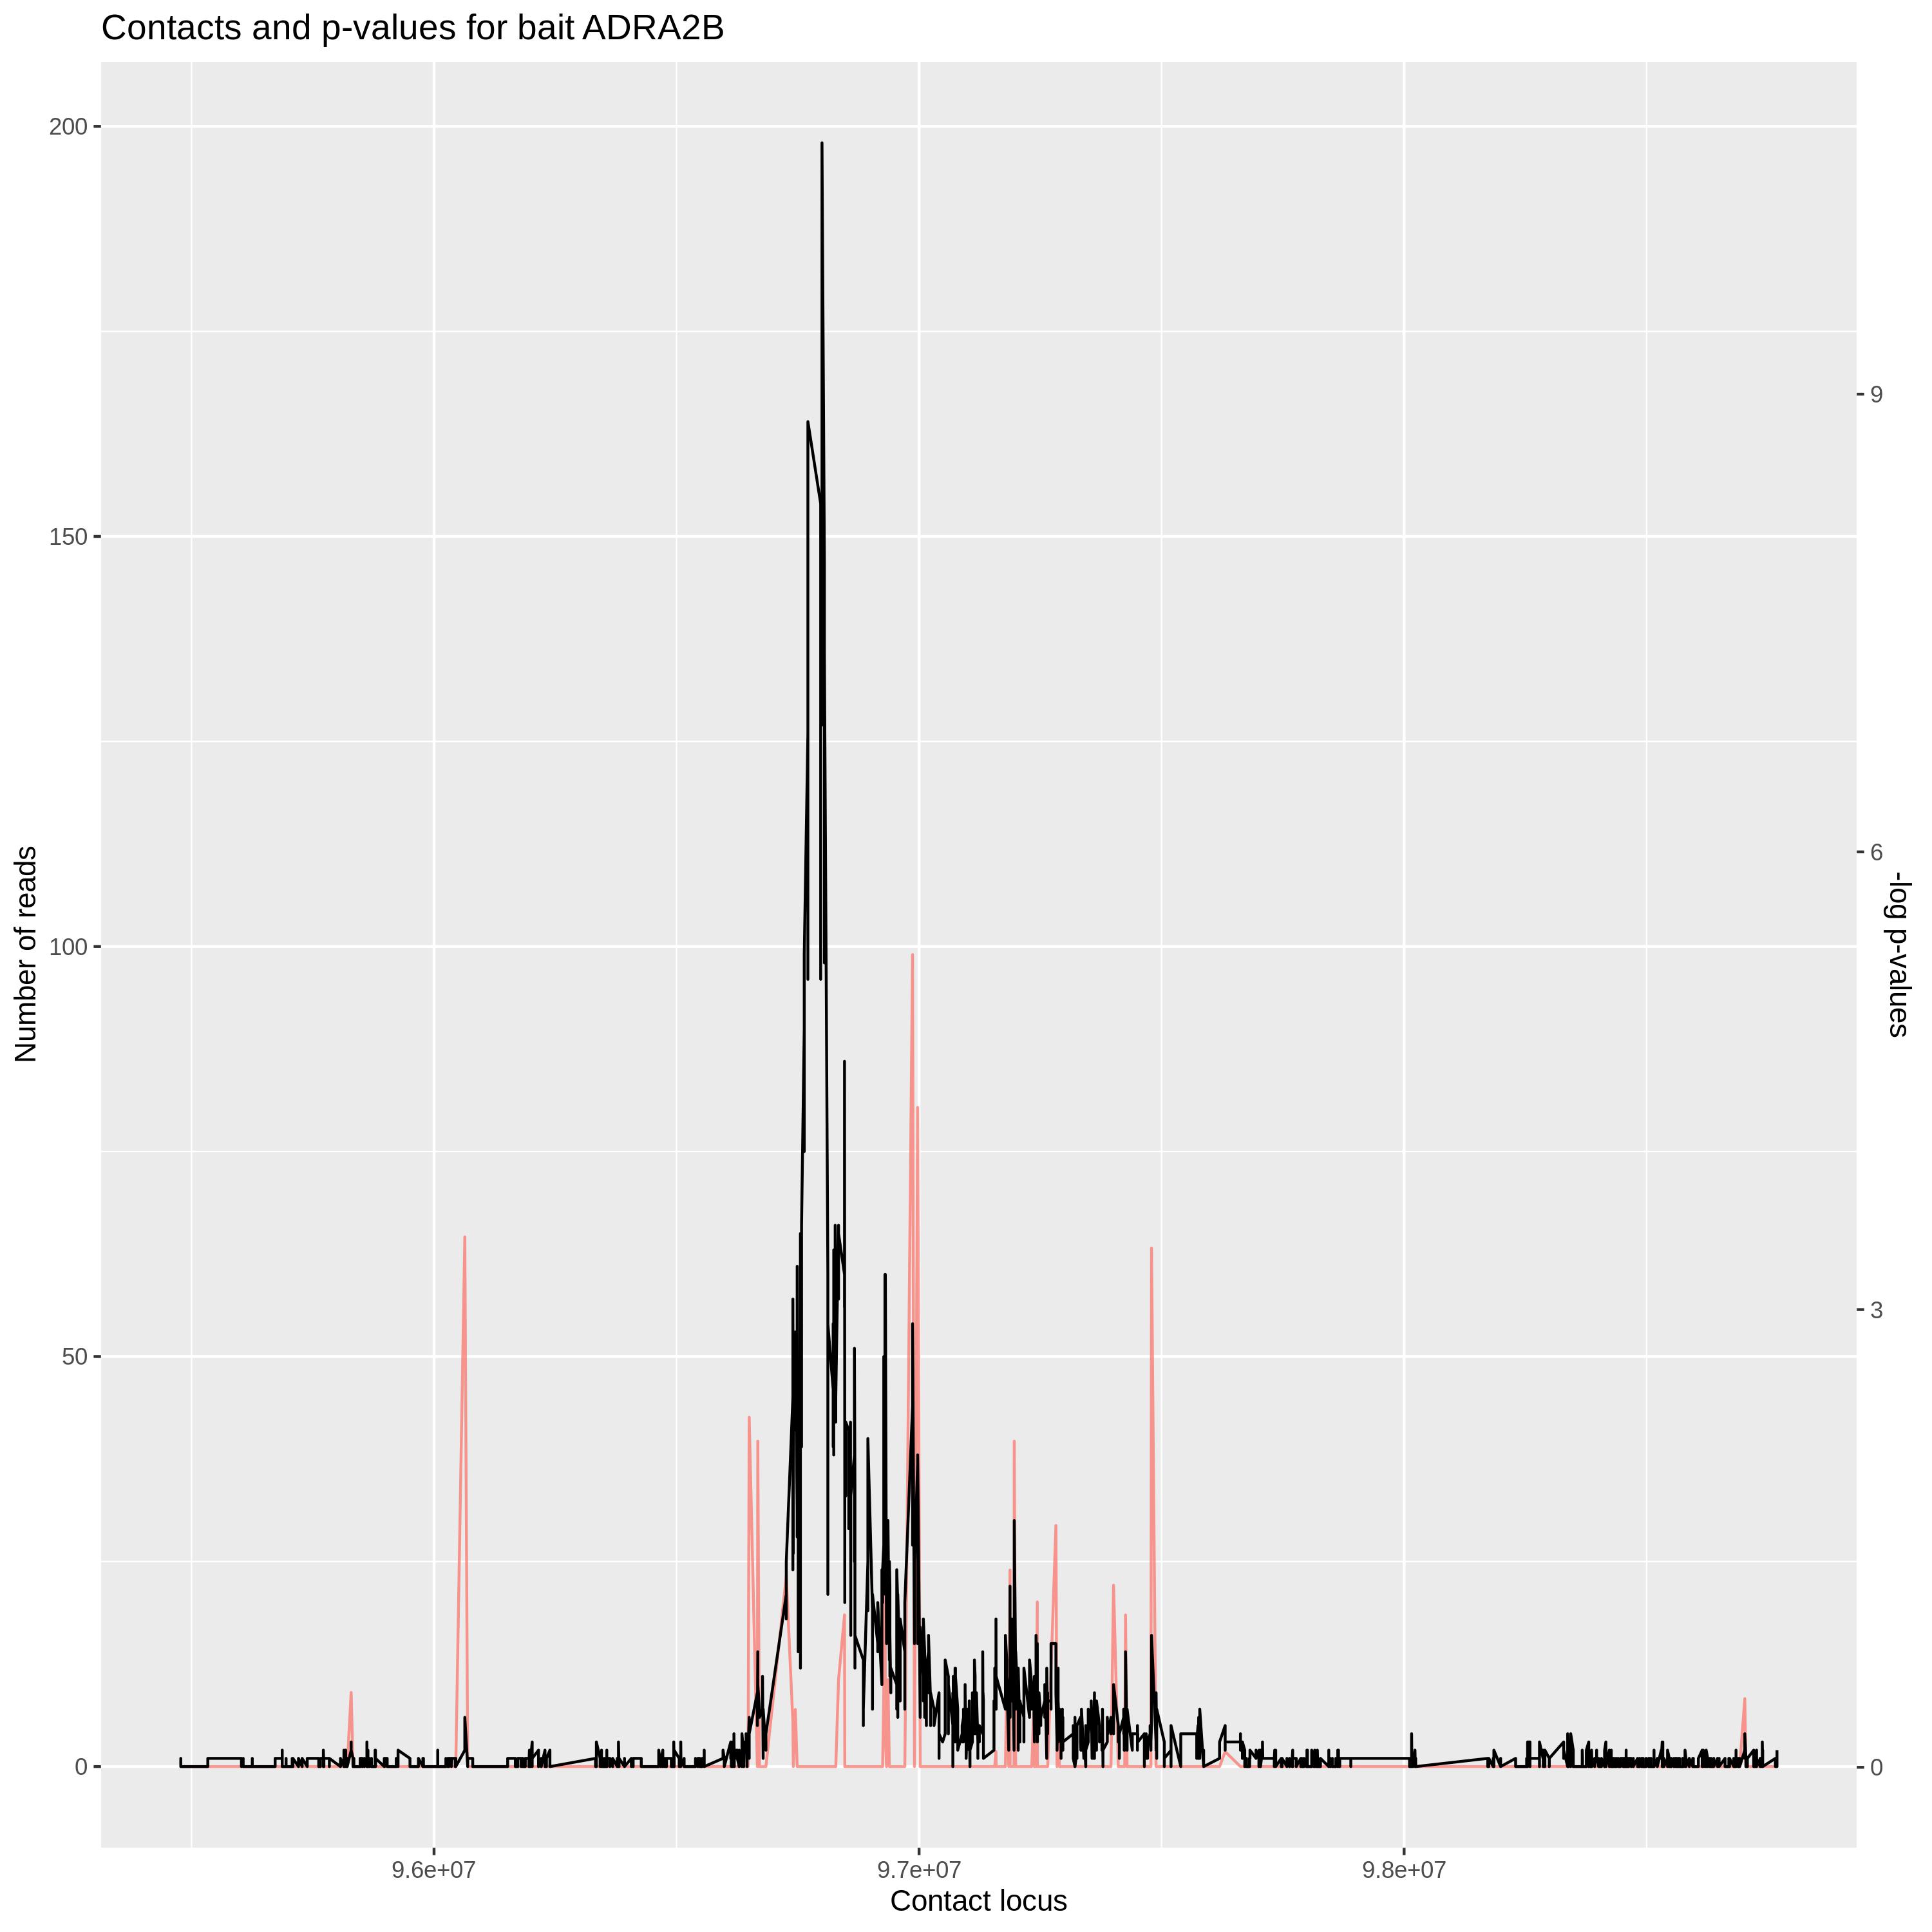 Contacts and p-values for bait ADRA2B
200
150
100
50
0
Number of reads
9
6
3
0
-log p-values
9.6e+07
9.7e+07
9.8e+07
Contact locus